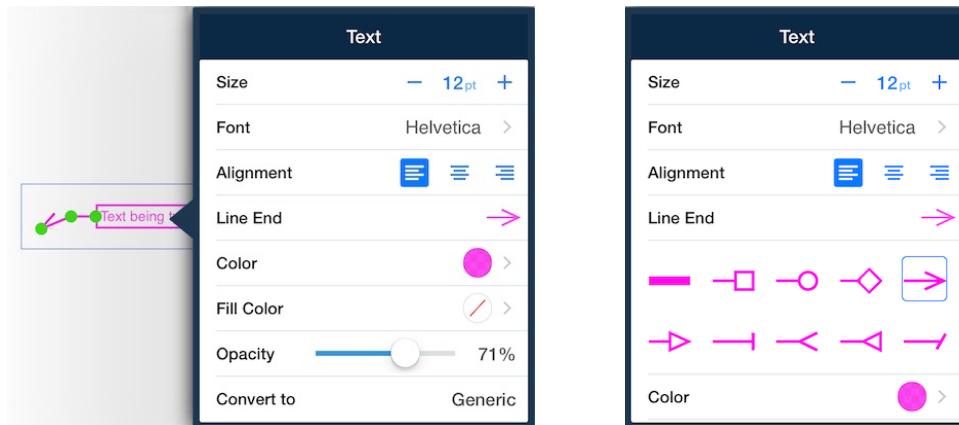 Text
Size 12pt
Font Helvetica
Alignment
Line End
Color
Fill Color
Opacity 71%
Convert to Generic
Text being
Text
Size 12pt
Font Helvetica
Alignment
Line End
Color